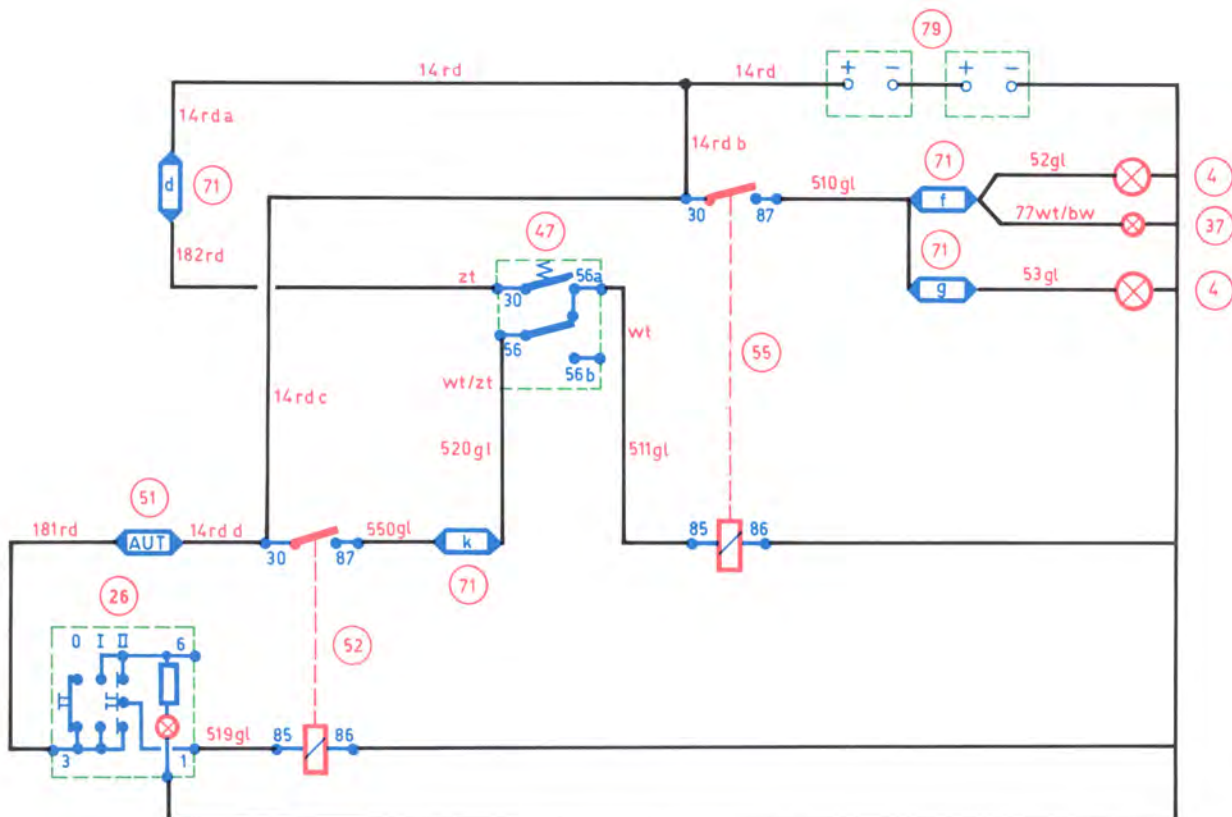 79
14rd
14rd
+ - + -
14rd a
14rd b
71
52gl
4
d
71
510gl
f
30
87
77wt/bw
37
47
71
182rd
zt
56a
53gl
g
4
30
wt
56
55
56b
wt/zt
14rd c
520gl
511gl
51
181rd
14rd d
550gl
85
86
AUT
k
30
87
26
71
0 I II
6
52
519gl
85
86
3
1